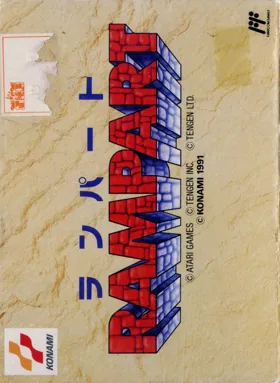 ランパート
RAMPART
© ATARI GAMES © TENGEN INC. © TENGEN LTD.
© KONAMI 1991
KONAMI